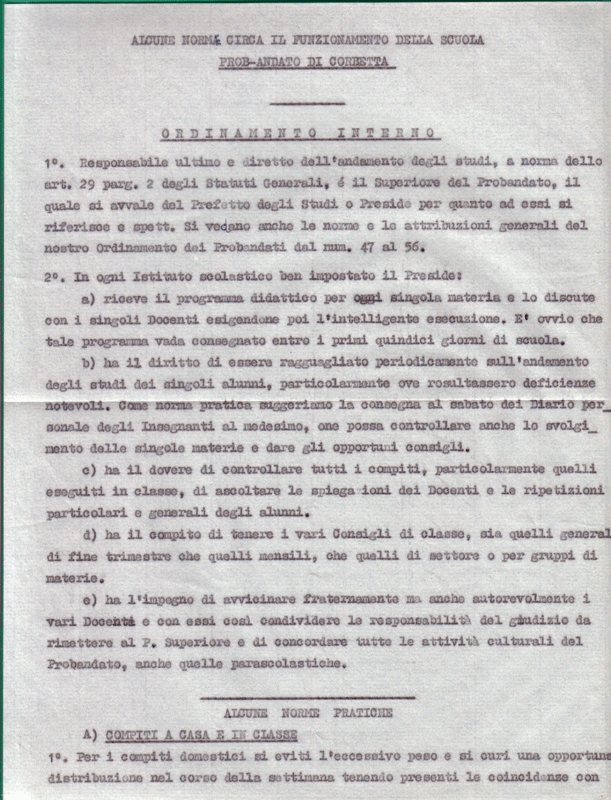 ALCUNE NORME CIRCA IL FUNZIONAMENTO DELLA SCUOLA
PROB-ANDATO DI CORBETTA
ORDINAMENTO INTERNO
1°. Responsabile ultimo e diretto dell'andamento degli studi, a norma dello
art. 29 parg. 2 degli Statuti Generali, é il Superiore del Probandato, il
quale si avvale del Prefetto degli Studi o Preside per quanto ad essi si
riferisce e spett. Si vedano anche le norme e le attribuzioni generali del
nostro Ordinamento dei Probandati dal num. 47 al 56.
2°. In ogni Istituto scolastico ben impostato il Preside:
a) riceve il programma didattico per ogni singola materia e lo discute
con i singoli Docenti esigendone poi l'intelligente esecuzione. E' ovvio che
tale programma vada consegnato entro i primi quindici giorni di scuola.
b) ha il diritto di essere ragguagliato periodicamente sull'andamento
degli studi dei singoli alunni, particolarmente ove resultassero deficienze
notevoli. Come norma pratica suggeriamo la consegna al sabato del Diario per_
sonale degli Insegnanti al medesimo, one possa controllare anche lo svolgi_
mento delle singole materie e dare gli opportuni consigli.
c) ha il dovere di controllare tutti i compiti, particolarmente quelli
eseguiti in classe, di ascoltare le spiegazioni dei Docenti e le ripetizioni
particolari e generali degli alunni.
d) ha il compito di tenere i vari Consigli di classe, sia quelli general
di fine trimestre che quelli mensili, che quelli di settore o per gruppi di
materie.
e) ha l'impegno di avvicinare fraternamente ma anche autorevolmente i
vari Docenti e con essi così condividere le responsabilità del giudizio da
rimettere al P. Superiore e di concordare tutte le attività culturali del
Probandato, anche quelle parascolastiche.
ALCUNE NORME PRATICHE
A) COMPITI A CASA E IN CLASSE
1°. Per i compiti domestici si eviti l'eccessivo peso e si curi una opportuna
distribuzione nel corso della settimana tenendo presenti le coincidenze con